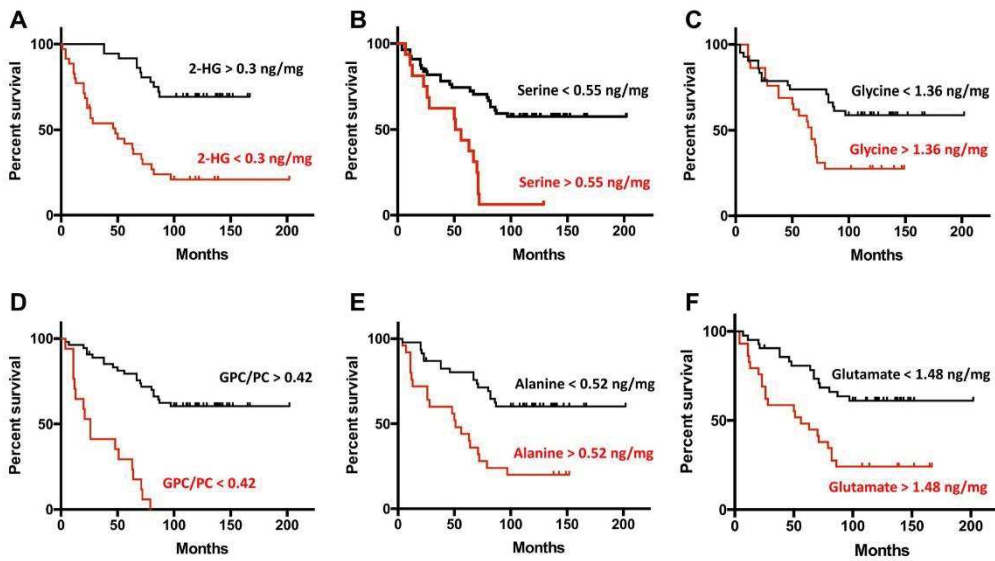 A
Percent survival
100
50
0
2-HG > 0.3 ng/mg
2-HG < 0.3 ng/mg
0 50 100 150 200
Months
B
Percent survival
100
50
0
Serine < 0.55 ng/mg
Serine > 0.55 ng/mg
0 50 100 150 200
Months
C
Percent survival
100
50
0
Glycine < 1.36 ng/mg
Glycine > 1.36 ng/mg
0 50 100 150 200
Months
D
Percent survival
100
50
0
GPC/PC > 0.42
GPC/PC < 0.42
0 50 100 150 200
Months
E
Percent survival
100
50
0
Alanine < 0.52 ng/mg
Alanine > 0.52 ng/mg
0 50 100 150 200
Months
F
Percent survival
100
50
0
Glutamate < 1.48 ng/mg
Glutamate > 1.48 ng/mg
0 50 100 150 200
Months